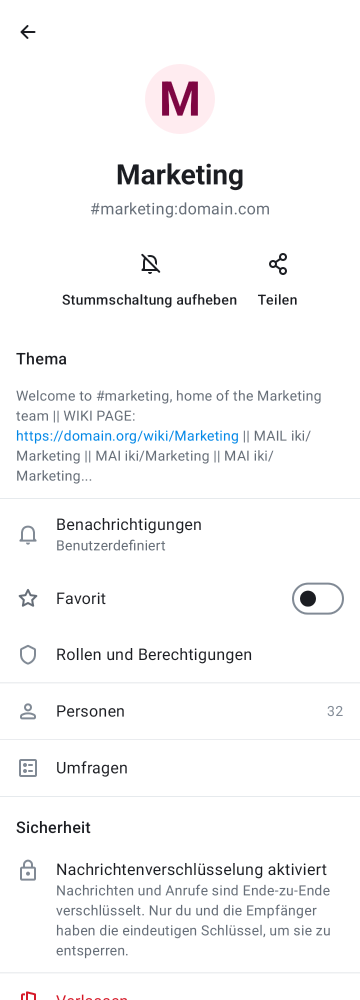 M
Marketing
#marketing:domain.com
Stummschaltung aufheben
Teilen
Thema
Welcome to #marketing, home of the Marketing
team || WIKI PAGE:
https://domain.org/wiki/Marketing || MAIL iki/
Marketing || MAI iki/Marketing || MAI iki/
Marketing...
Benachrichtigungen
Benutzerdefiniert
Favorit
Rollen und Berechtigungen
Personen 32
Umfragen
Sicherheit
Nachrichtenverschlüsselung aktiviert
Nachrichten und Anrufe sind Ende-zu-Ende
verschlüsselt. Nur du und die Empfänger
haben die eindeutigen Schlüssel, um sie zu
entsperren.
Verlassen